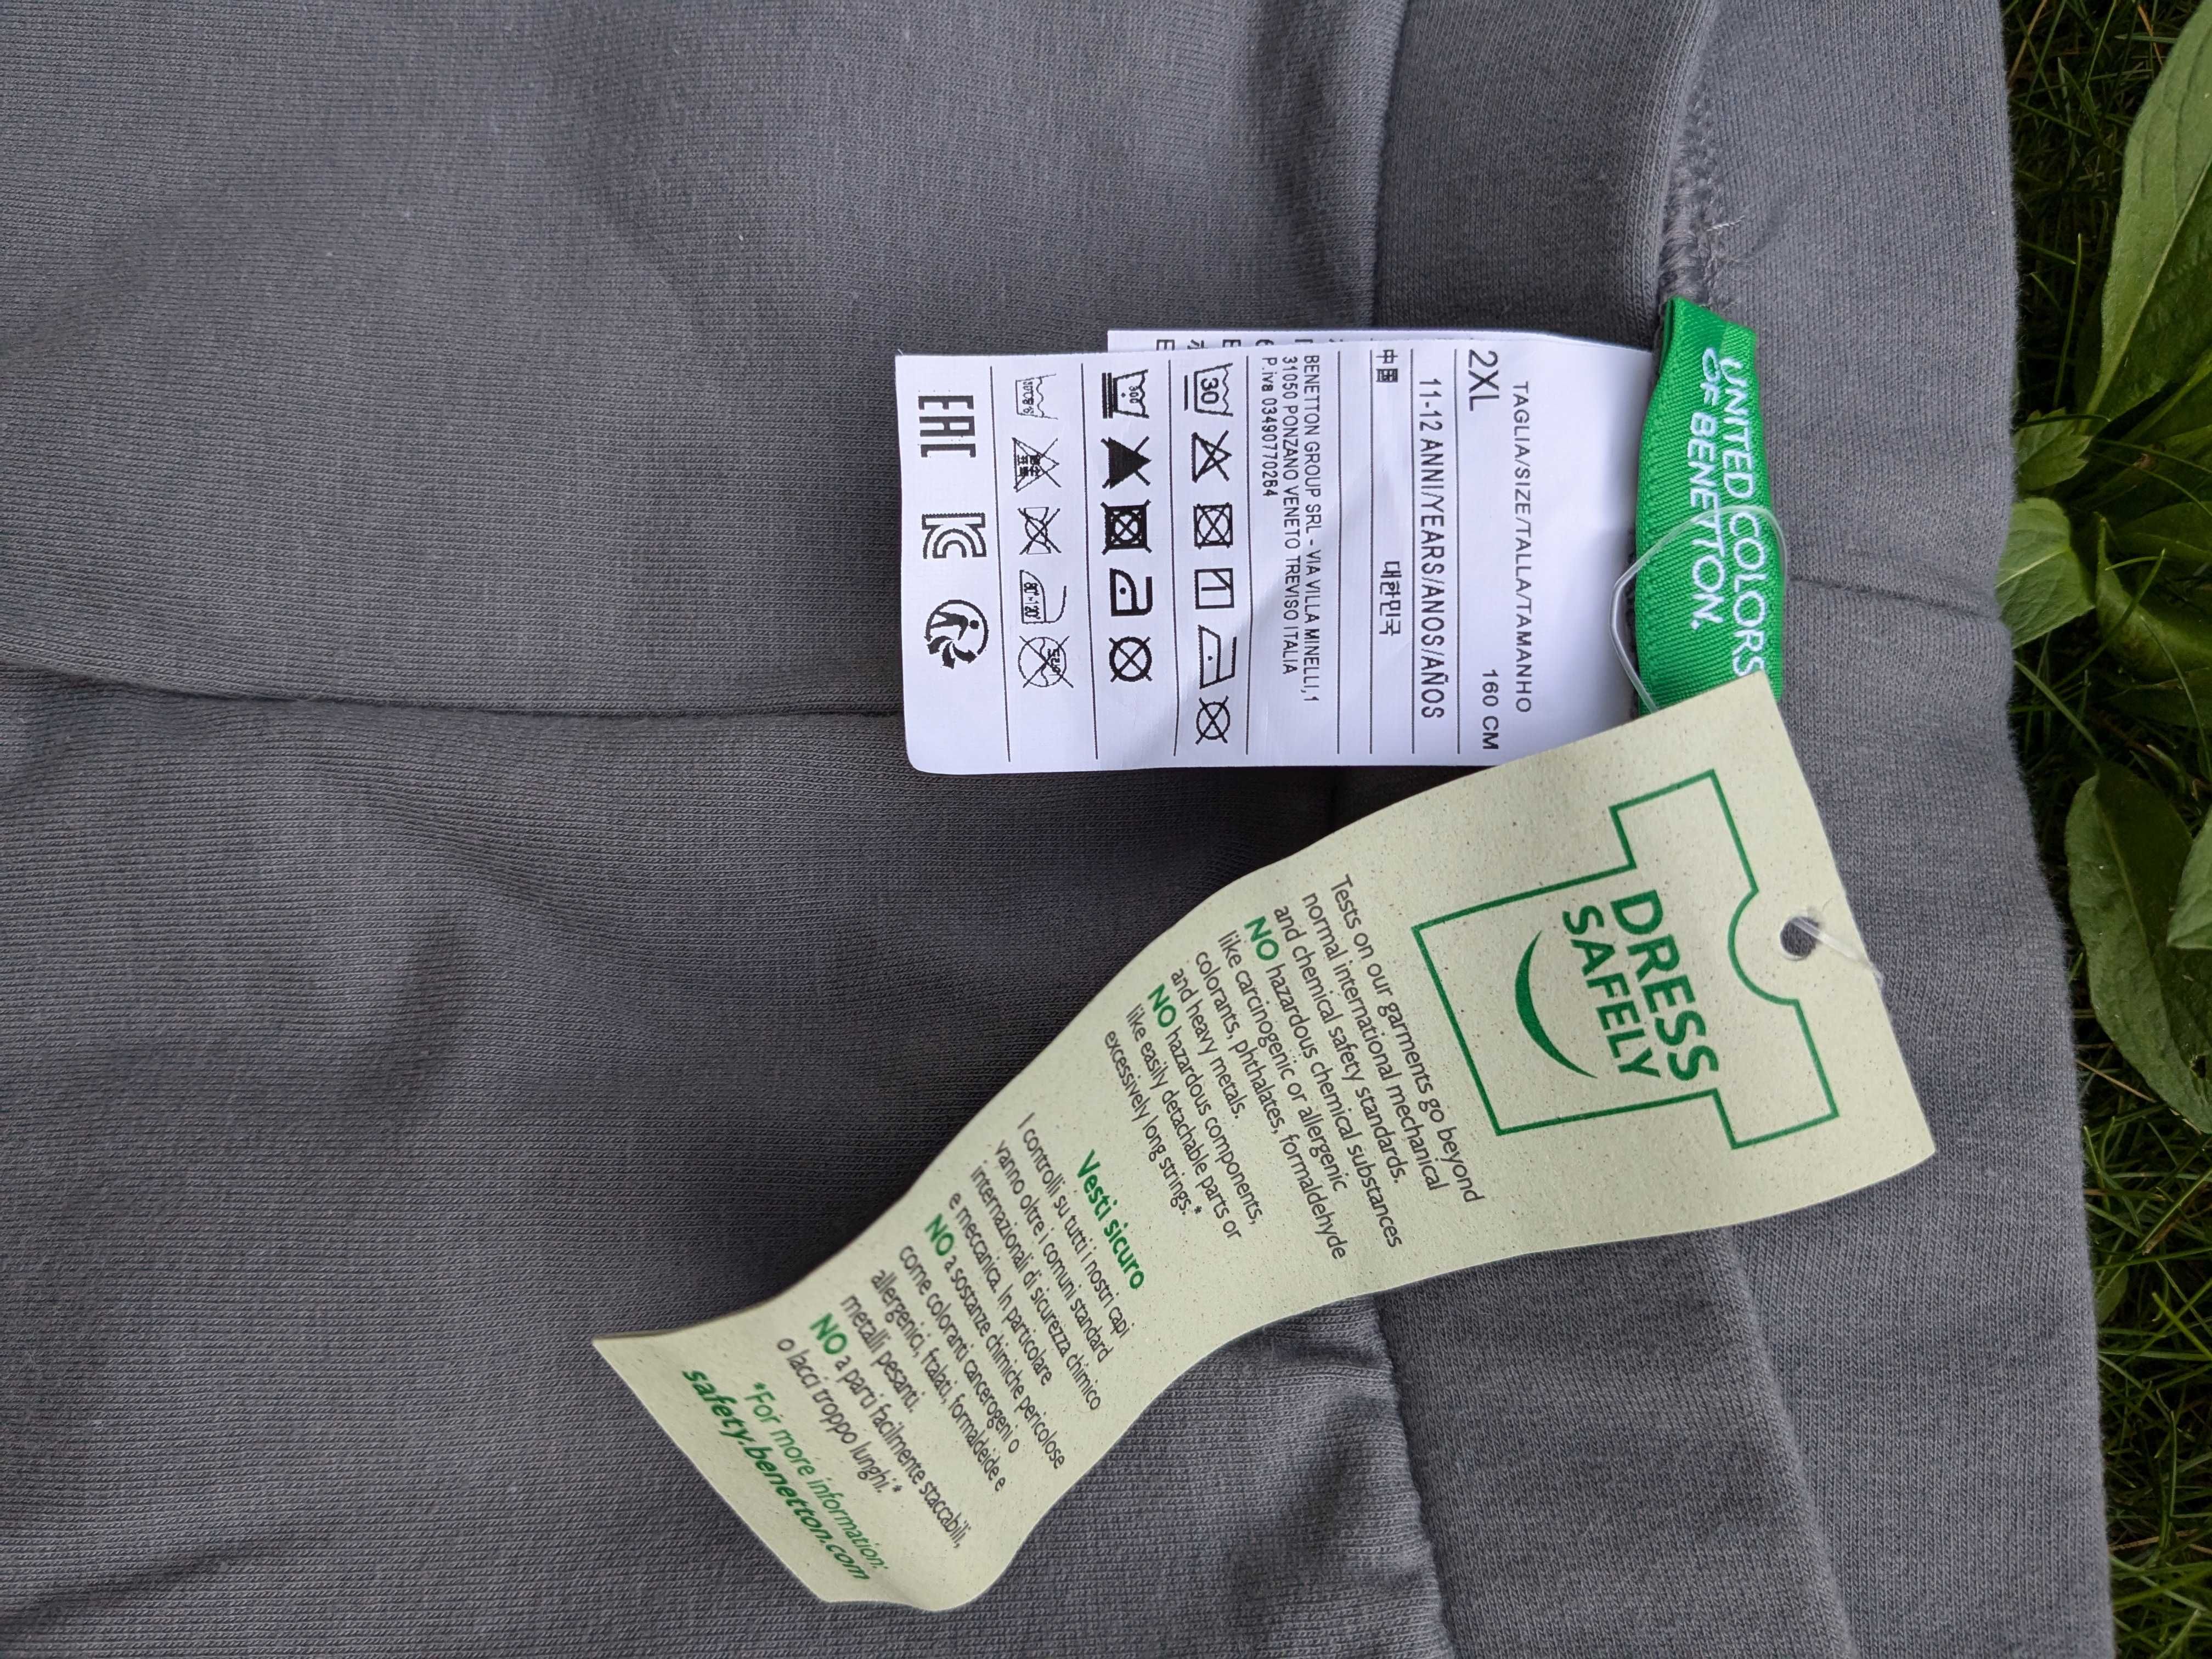 UNITED COLORS
OF BENETTON.
TAGLIA/SIZE/TALLA/TAMANHO
2XL 160 CM
11-12 ANNI/YEARS/ANOS/AÑOS
中国 대한민국
BENETTON GROUP SRL - VIA VILLA MINELLI,1
31050 PONZANO VENETO TREVISO ITALIA
P.iva 03490770264
30
30
80°-120°
EAC
DRESS
SAFELY
Tests on our garments go beyond
normal international mechanical
and chemical safety standards.
NO hazardous chemical substances
like carcinogenic or allergenic
colorants, phthalates, formaldehyde
and heavy metals.
NO hazardous components,
like easily detachable parts or
excessively long strings.*
Vesti sicuro
I controlli su tutti i nostri capi
vanno oltre i comuni standard
internazionali di sicurezza chimico
e meccanica. In particolare
NO a sostanze chimiche pericolose
come coloranti cancerogeni o
allergenici, ftalati, formaldeide e
metalli pesanti.
NO a parti facilmente staccabili,
o lacci troppo lunghi.*
*For more information:
safety.benetton.com